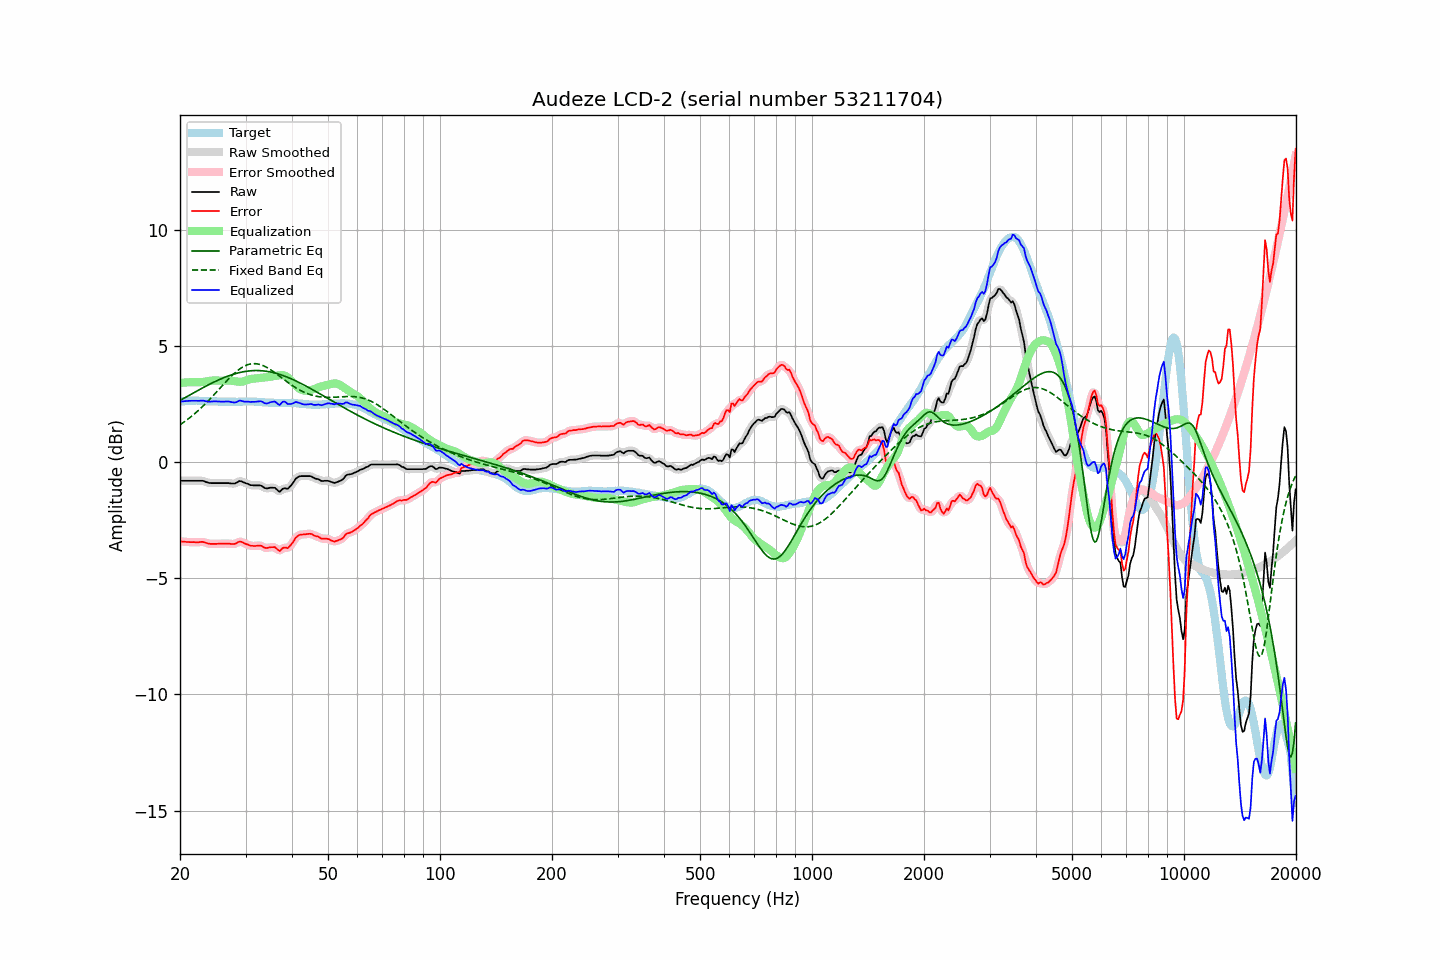 Audeze LCD-2 (serial number 53211704)
Target
Raw Smoothed
Error Smoothed
Raw
Error
Equalization
Parametric Eq
Fixed Band Eq
Equalized
Amplitude (dBr)
10
5
0
−5
−10
−15
20
50
100
200
500
1000
2000
5000
10000
20000
Frequency (Hz)